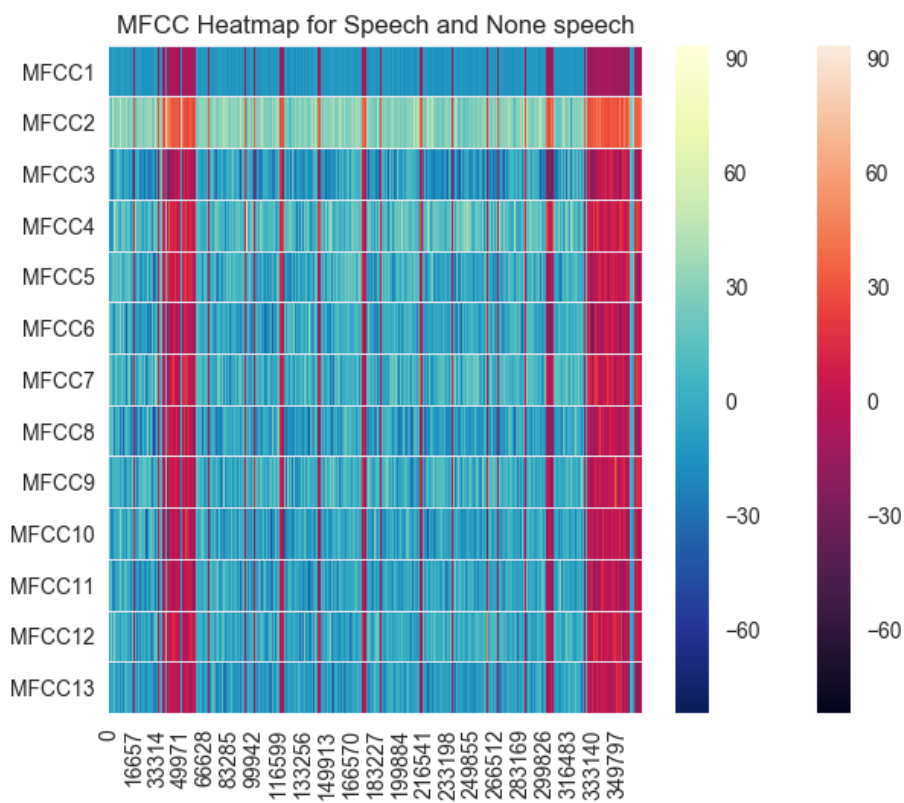 MFCC Heatmap for Speech and None speech
MFCC1
MFCC2
MFCC3
MFCC4
MFCC5
MFCC6
MFCC7
MFCC8
MFCC9
MFCC10
MFCC11
MFCC12
MFCC13
0
16657
33314
49971
66628
83285
99942
116599
133256
149913
166570
183227
199884
216541
233198
249855
266512
283169
299826
316483
333140
349797
90
60
30
0
−30
−60
90
60
30
0
−30
−60